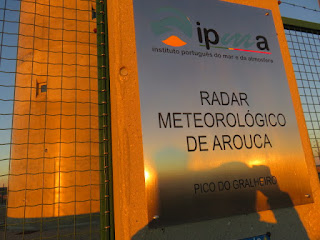 ipma
instituto português do mar e da atmosfera
RADAR
METEOROLÓGICO
DE AROUCA
PICO DO GRALHEIRO